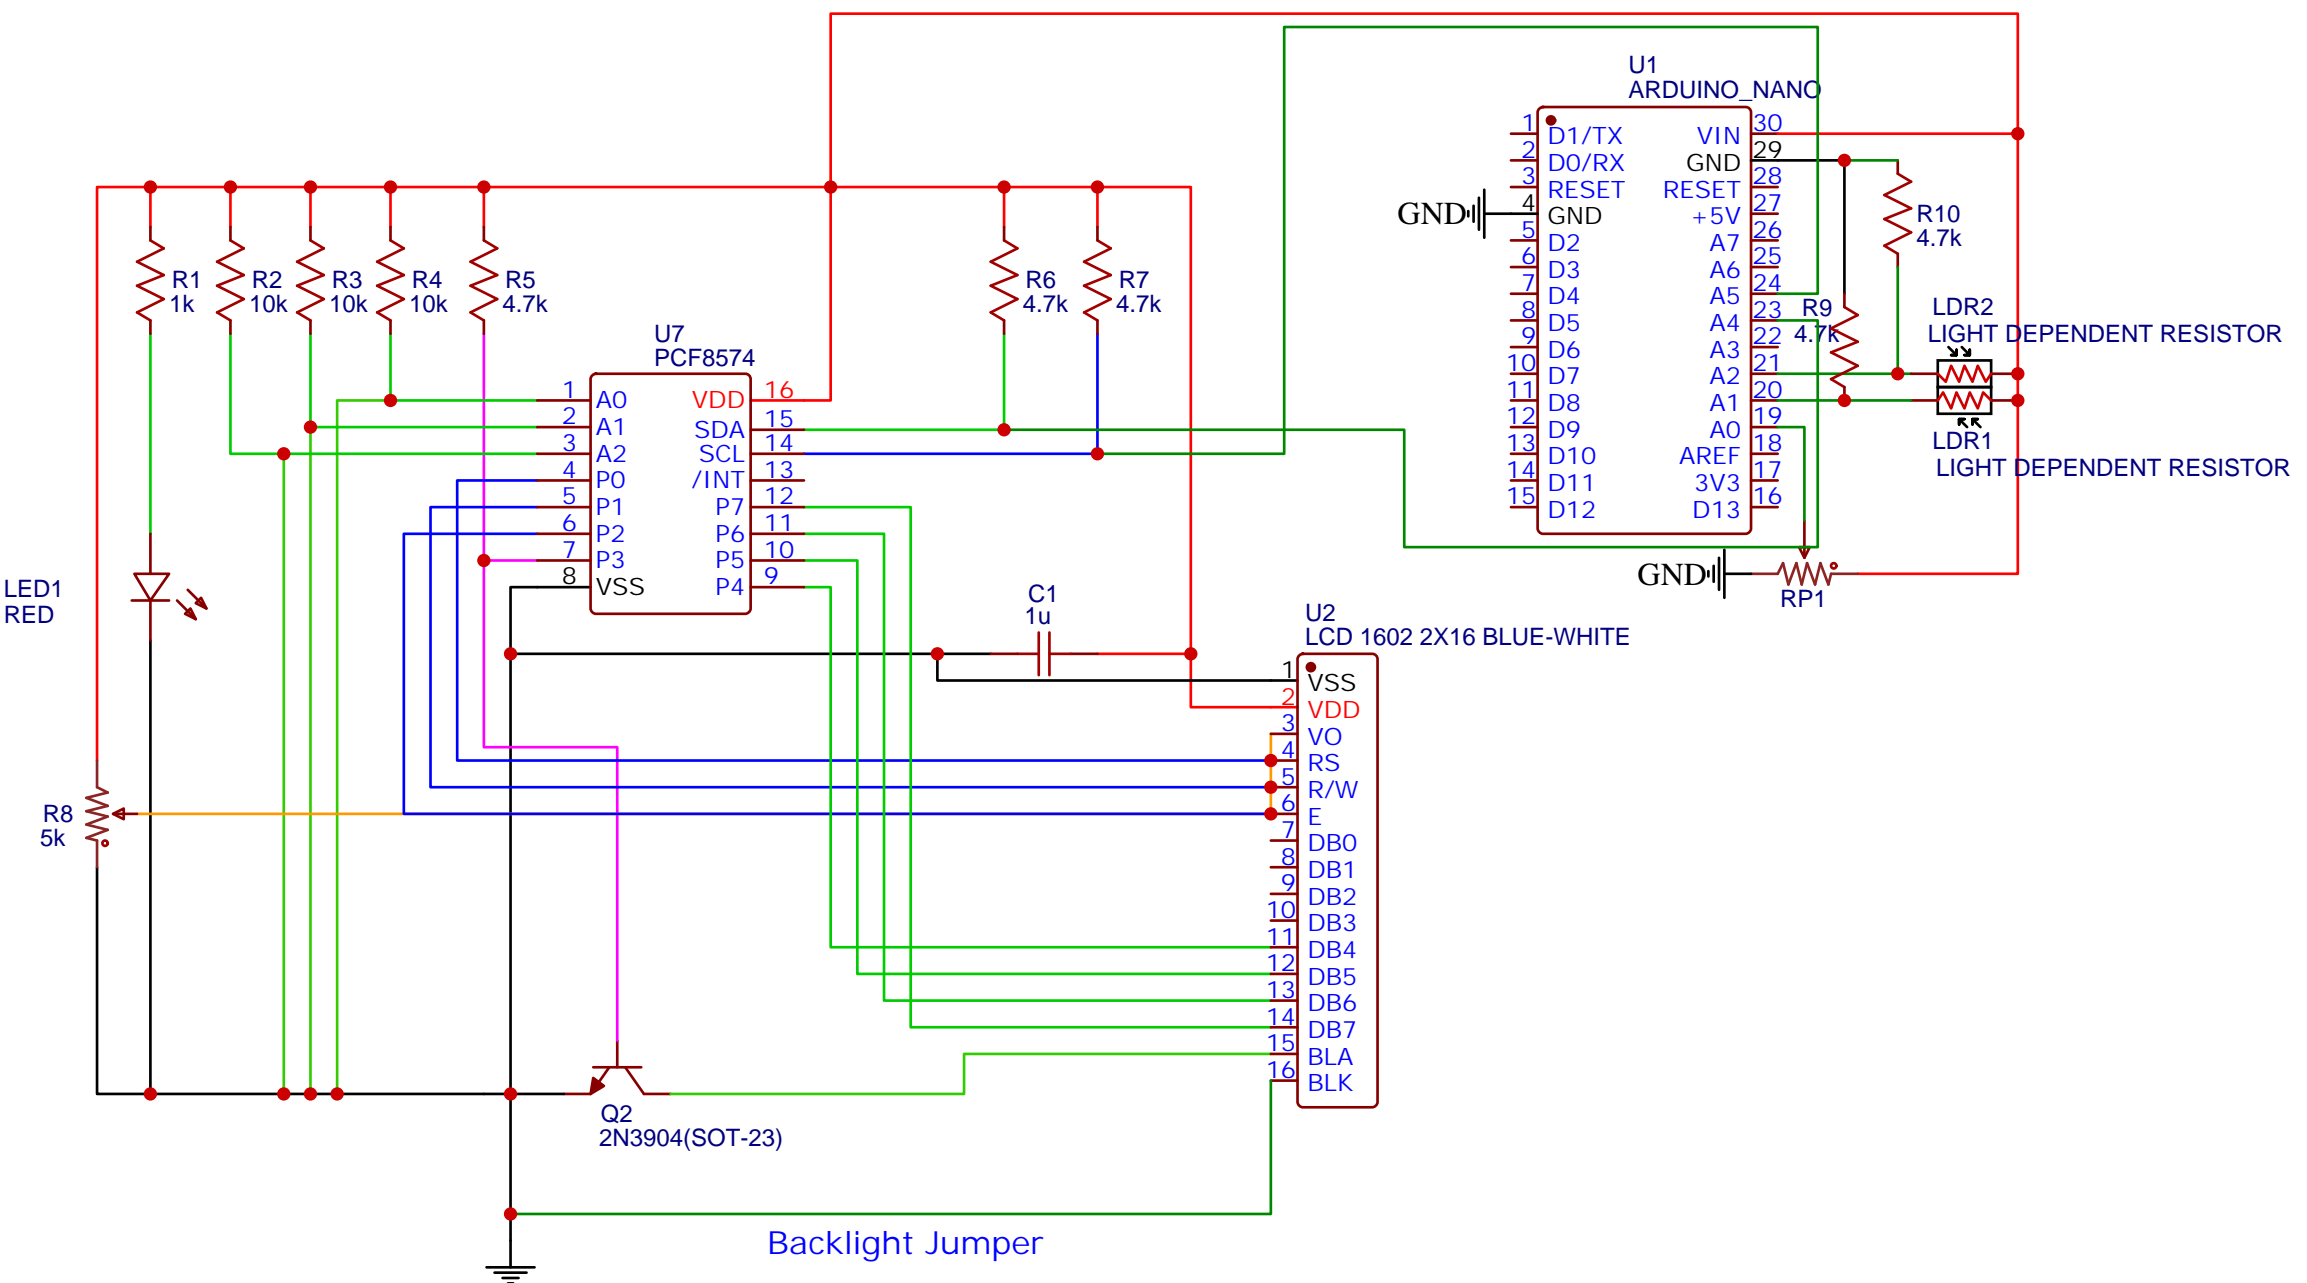 U1
ARDUINO_NANO
1 D1/TX VIN 30
2 D0/RX GND 29
3 RESET RESET 28
GND 4 GND +5V 27
5 D2 A7 26
6 D3 A6 25
7 D4 A5 24
8 D5 A4 23
9 D6 A3 22
10 D7 A2 21
11 D8 A1 20
12 D9 A0 19
13 D10 AREF 18
14 D11 3V3 17
15 D12 D13 16
R10
4.7k
R9
4.7k
LDR2
LIGHT DEPENDENT RESISTOR
LDR1
LIGHT DEPENDENT RESISTOR
GND
RP1
R1
1k
R2
10k
R3
10k
R4
10k
R5
4.7k
R6
4.7k
R7
4.7k
U7
PCF8574
1 A0 VDD 16
2 A1 SDA 15
3 A2 SCL 14
4 P0 /INT 13
5 P1 P7 12
6 P2 P6 11
7 P3 P5 10
8 VSS P4 9
LED1
RED
C1
1u
U2
LCD 1602 2X16 BLUE-WHITE
1 VSS
2 VDD
3 VO
4 RS
5 R/W
6 E
7 DB0
8 DB1
9 DB2
10 DB3
11 DB4
12 DB5
13 DB6
14 DB7
15 BLA
16 BLK
R8
5k
Q2
2N3904(SOT-23)
Backlight Jumper